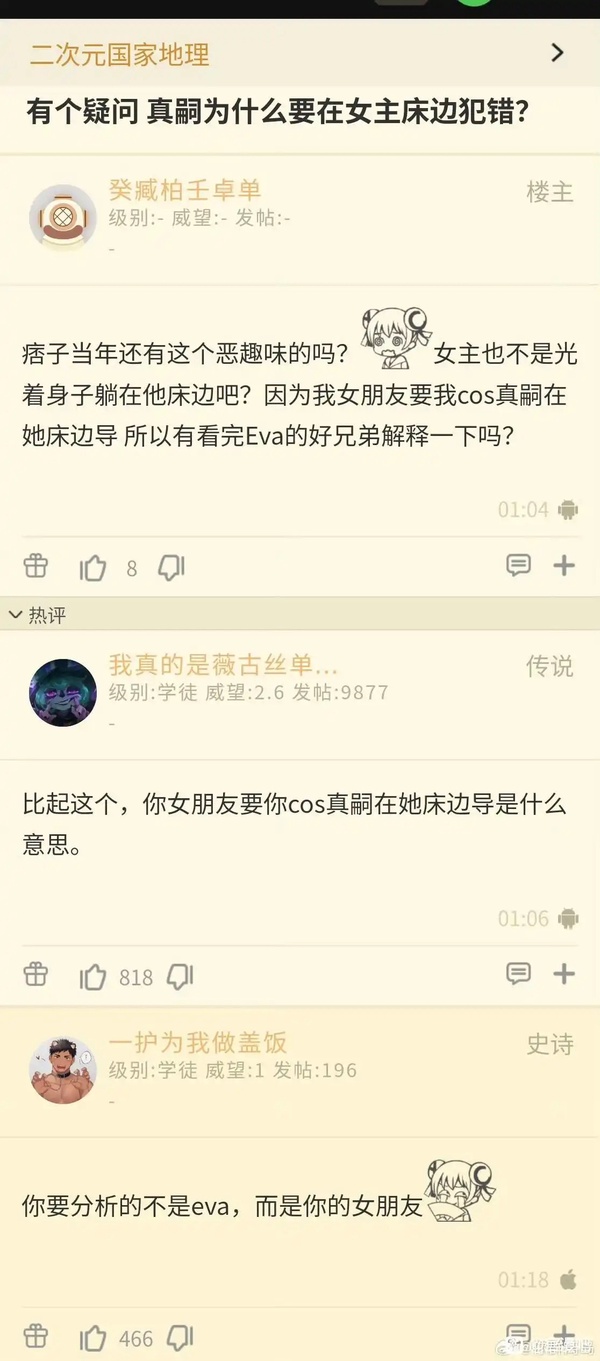 二次元国家地理
有个疑问 真嗣为什么要在女主床边犯错?
癸臧柏壬卓单
楼主
级别:- 威望:- 发帖:-
-
痞子当年还有这个恶趣味的吗？女主也不是光
着身子躺在他床边吧？因为我女朋友要我cos真嗣在
她床边导 所以有看完Eva的好兄弟解释一下吗？
01:04
8
热评
我真的是薇古丝单...
传说
级别:学徒 威望:2.6 发帖:9877
-
比起这个，你女朋友要你cos真嗣在她床边导是什么
意思。
01:06
818
一护为我做盖饭
史诗
级别:学徒 威望:1 发帖:196
-
你要分析的不是eva，而是你的女朋友
01:18
466